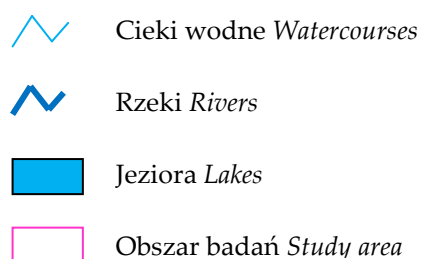 Cieki wodne Watercourses
Rzeki Rivers
Jeziora Lakes
Obszar badań Study area